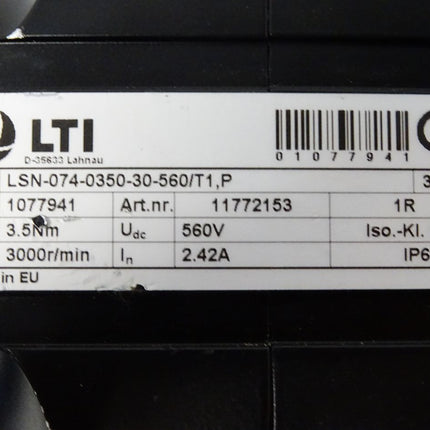 LTI
D-35633 Lahnau
01077941
LSN-074-0350-30-560/T1,P 3
1077941 Art.nr. 11772153 1R
3.5Nm Udc 560V Iso.-Kl.
3000r/min In 2.42A IP6
in EU